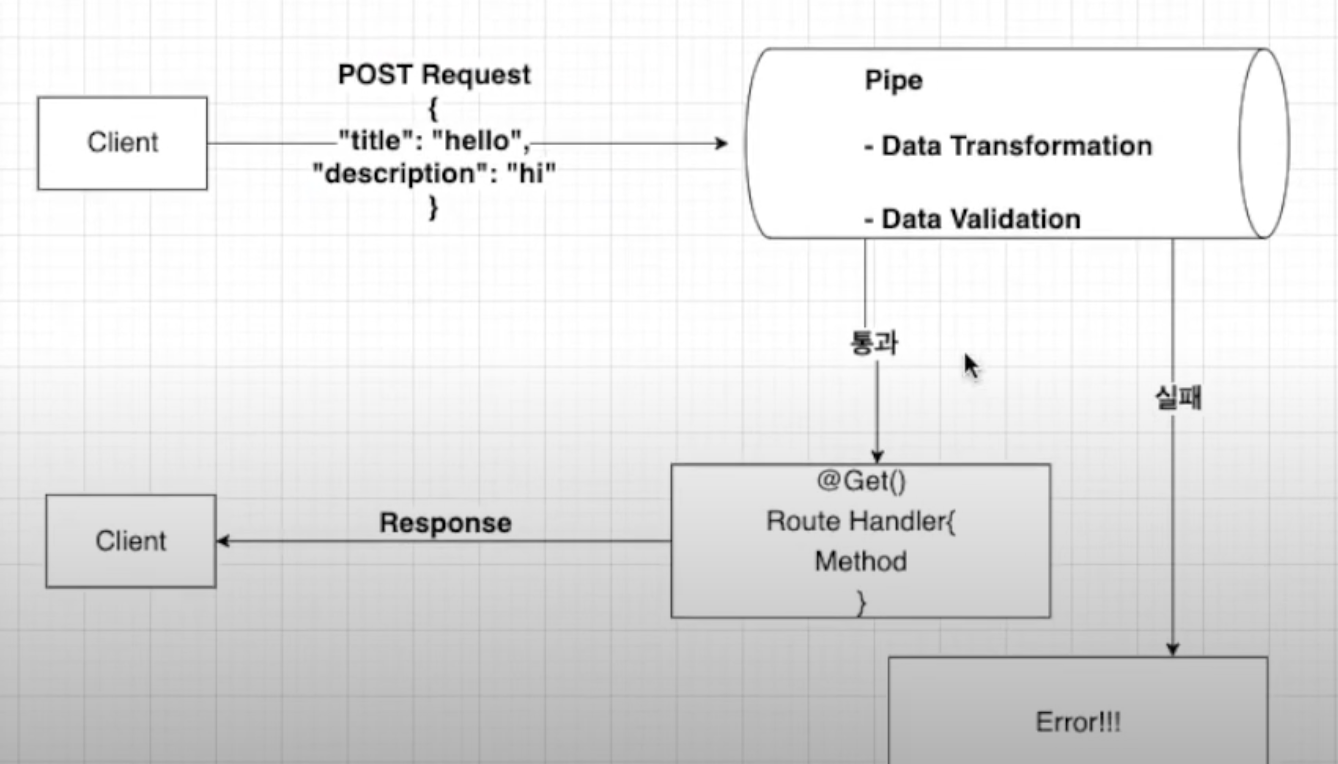 Client
POST Request
{
"title": "hello",
"description": "hi"
}
Pipe
- Data Transformation
- Data Validation
통과
실패
@Get()
Route Handler{
Method
}
Response
Client
Error!!!